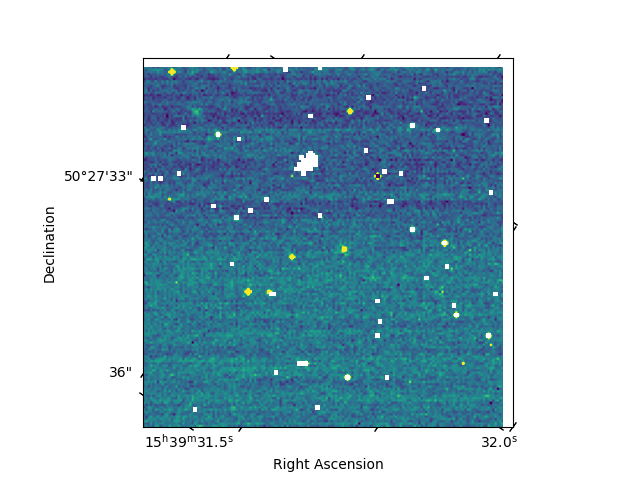 50°27'33"
Declination
36"
15ʰ39ᵐ31.5ˢ
32.0ˢ
Right Ascension